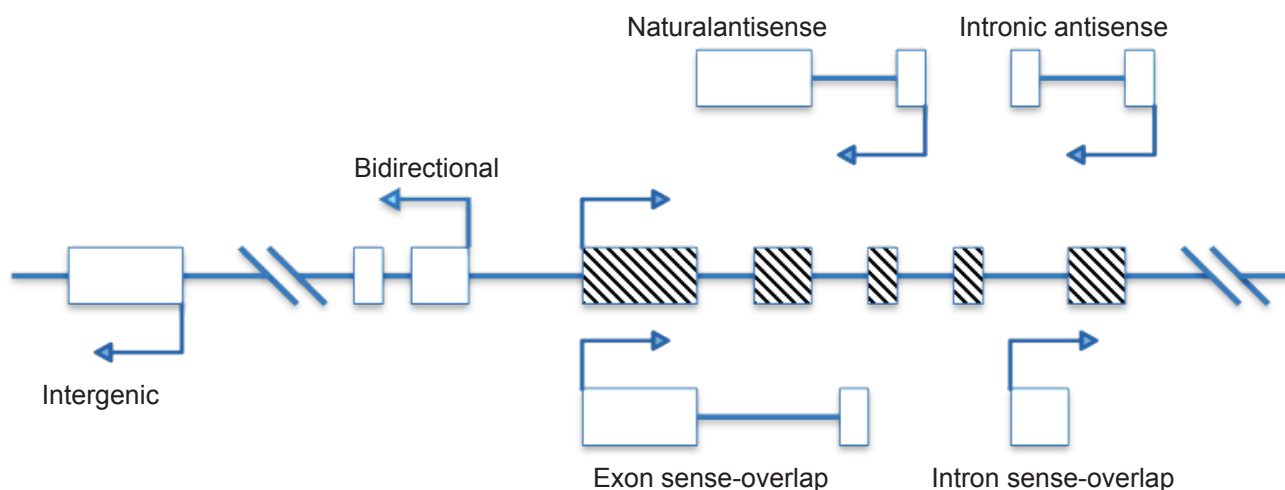 Naturalantisense
Intronic antisense
Bidirectional
Intergenic
Exon sense-overlap
Intron sense-overlap